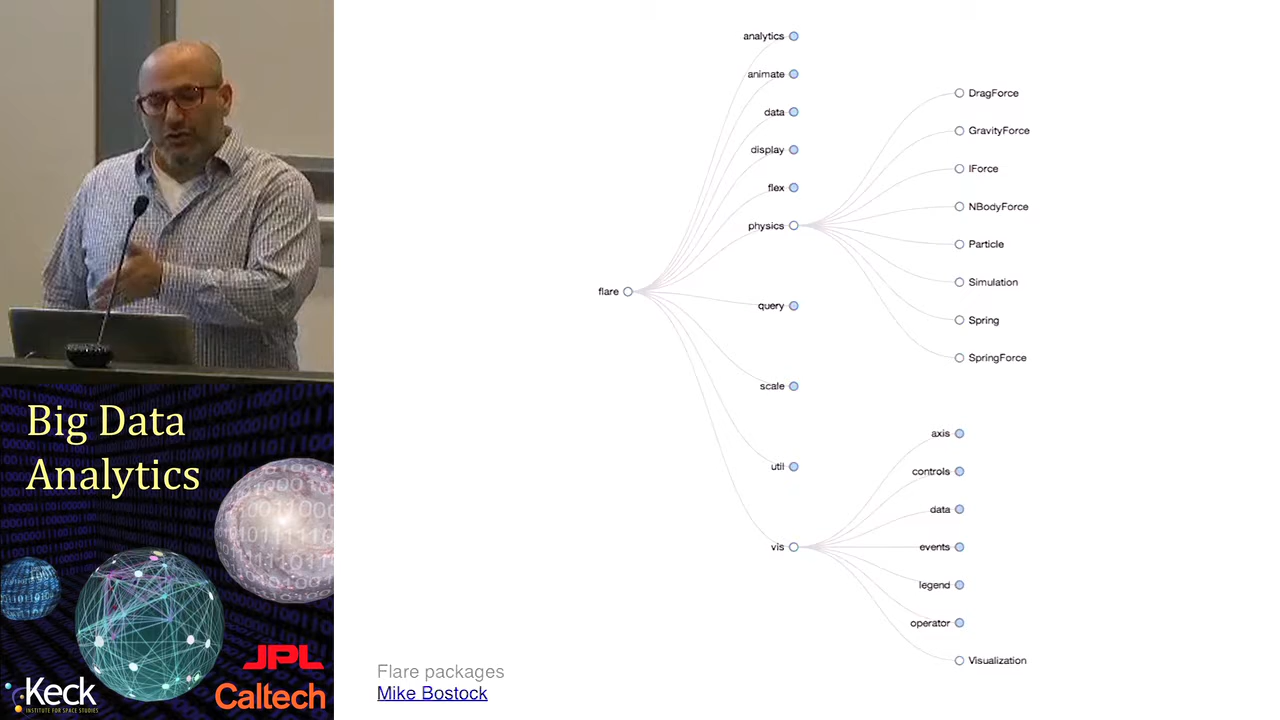 analytics
animate
data
display
flex
physics
flare
query
scale
util
vis
DragForce
GravityForce
IForce
NBodyForce
Particle
Simulation
Spring
SpringForce
axis
controls
data
events
legend
operator
Visualization
Big Data
Analytics
JPL
Keck
INSTITUTE FOR SPACE STUDIES
Caltech
Flare packages
Mike Bostock